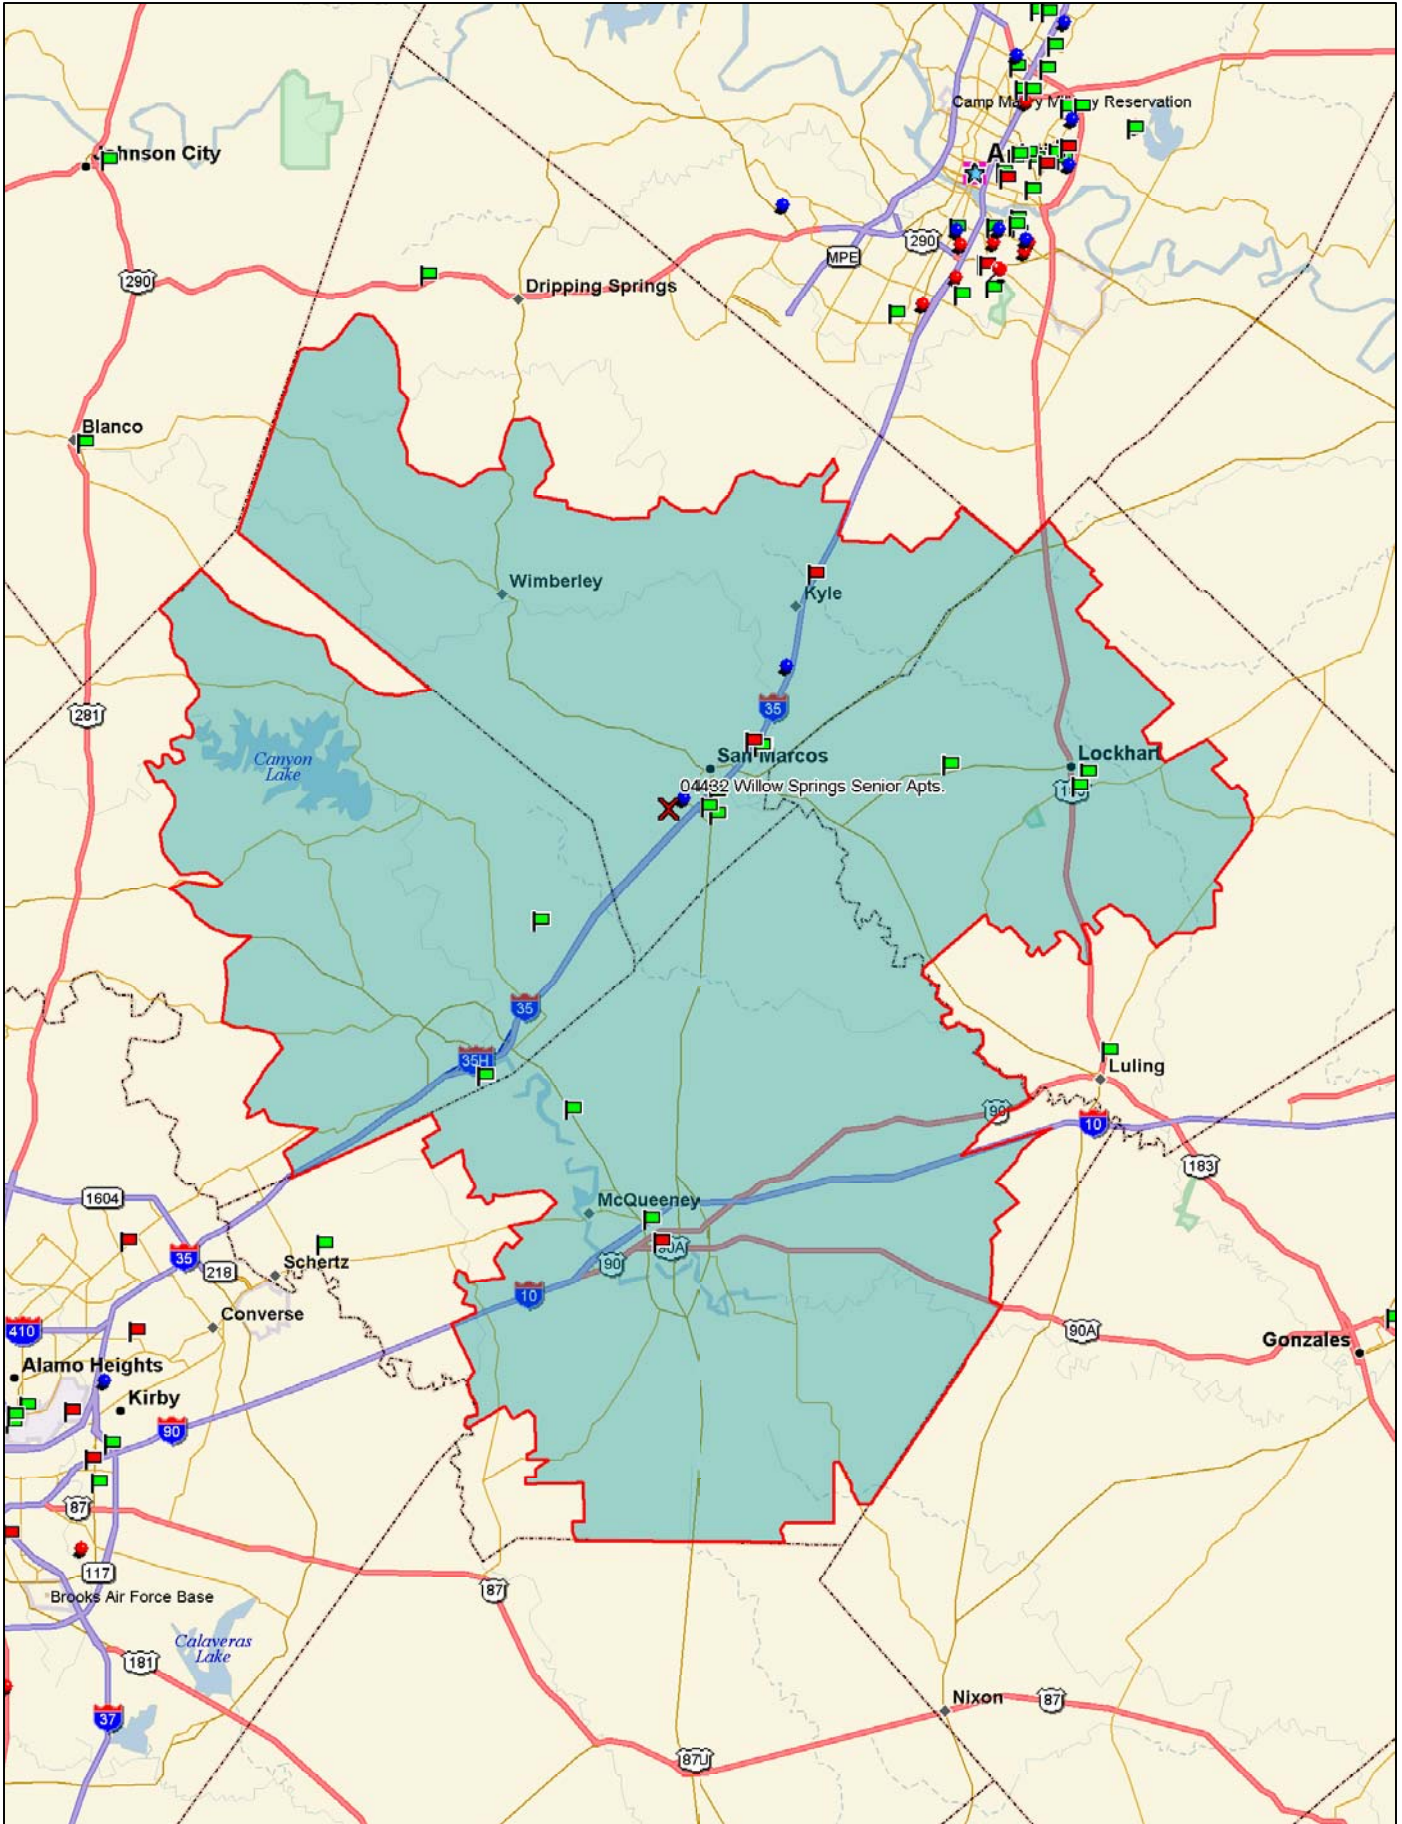 Camp Mabry Military Reservation
Johnson City
290
MPE
290
Dripping Springs
Blanco
Wimberley
Kyle
281
35
Canyon
Lake
San Marcos
Lockhart
04432 Willow Springs Senior Apts.
35
35H
Luling
90
10
183
1604
McQueeney
35
218
Schertz
90
90A
10
Converse
410
90A
Gonzales
Alamo Heights
Kirby
90
87
117
87
Brooks Air Force Base
Calaveras
Lake
181
37
Nixon
87
87U